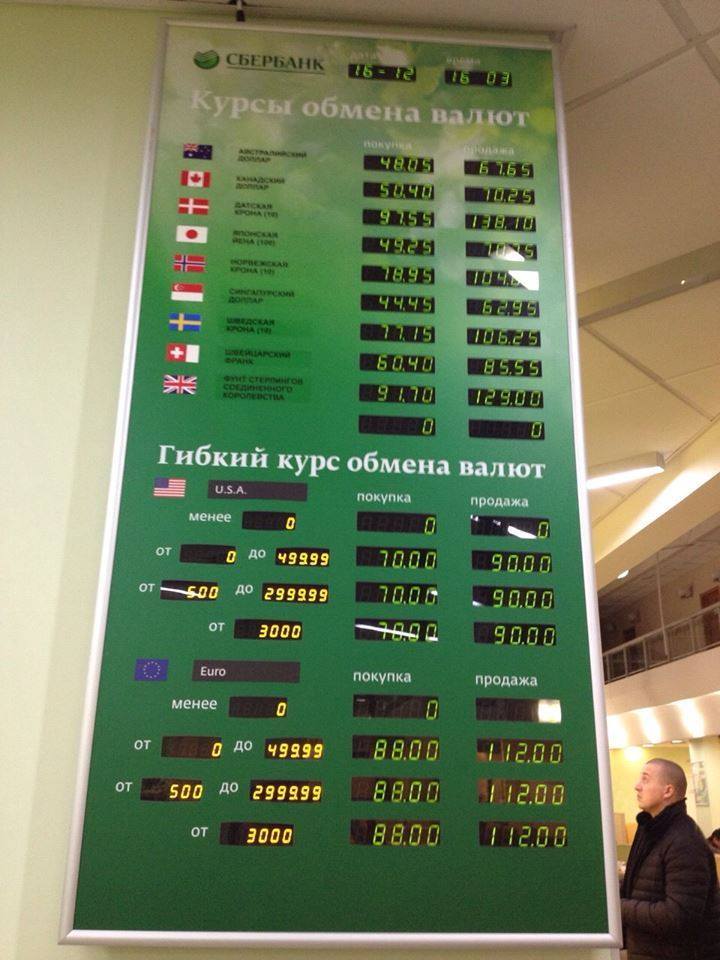 СБЕРБАНК
дата время
16-12 16 03
Курсы обмена валют
покупка продажа
АВСТРАЛИЙСКИЙ ДОЛЛАР 48.05 67.65
КАНАДСКИЙ ДОЛЛАР 50.40 70.25
ДАТСКАЯ КРОНА (10) 97.55 138.10
ЯПОНСКАЯ ЙЕНА (100) 49.25
НОРВЕЖСКАЯ КРОНА (10) 78.95
СИНГАПУРСКИЙ ДОЛЛАР 44.45 62.95
ШВЕДСКАЯ КРОНА (10) 77.15 106.25
ШВЕЙЦАРСКИЙ ФРАНК 60.40 85.55
ФУНТ СТЕРЛИНГОВ СОЕДИНЕННОГО КОРОЛЕВСТВА 91.70 129.00
0 0
Гибкий курс обмена валют
U.S.A. покупка продажа
менее 0 0 0
от 0 до 499.99 70.00 90.00
от 500 до 2999.99 70.00 90.00
от 3000 70.00 90.00
Euro покупка продажа
менее 0 0
от 0 до 499.99 88.00 112.00
от 500 до 2999.99 88.00 112.00
от 3000 88.00 112.00